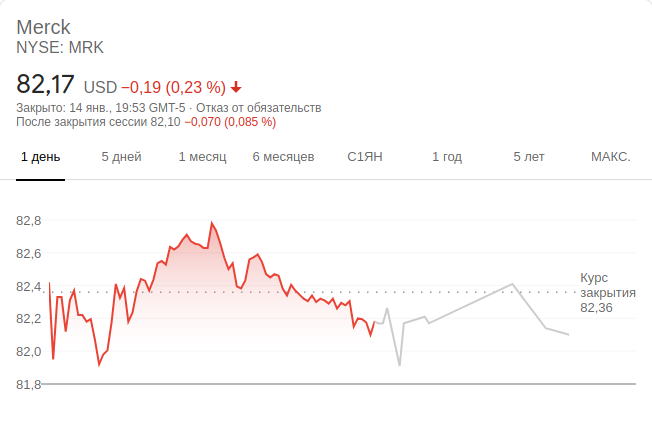 Merck
NYSE: MRK
82,17 USD −0,19 (0,23 %)
Закрыто: 14 янв., 19:53 GMT-5 · Отказ от обязательств
После закрытия сессии 82,10 −0,070 (0,085 %)
1 день 5 дней 1 месяц 6 месяцев С1ЯН 1 год 5 лет МАКС.
82,8
82,6
82,4
82,2
82,0
81,8
Курс
закрытия
82,36